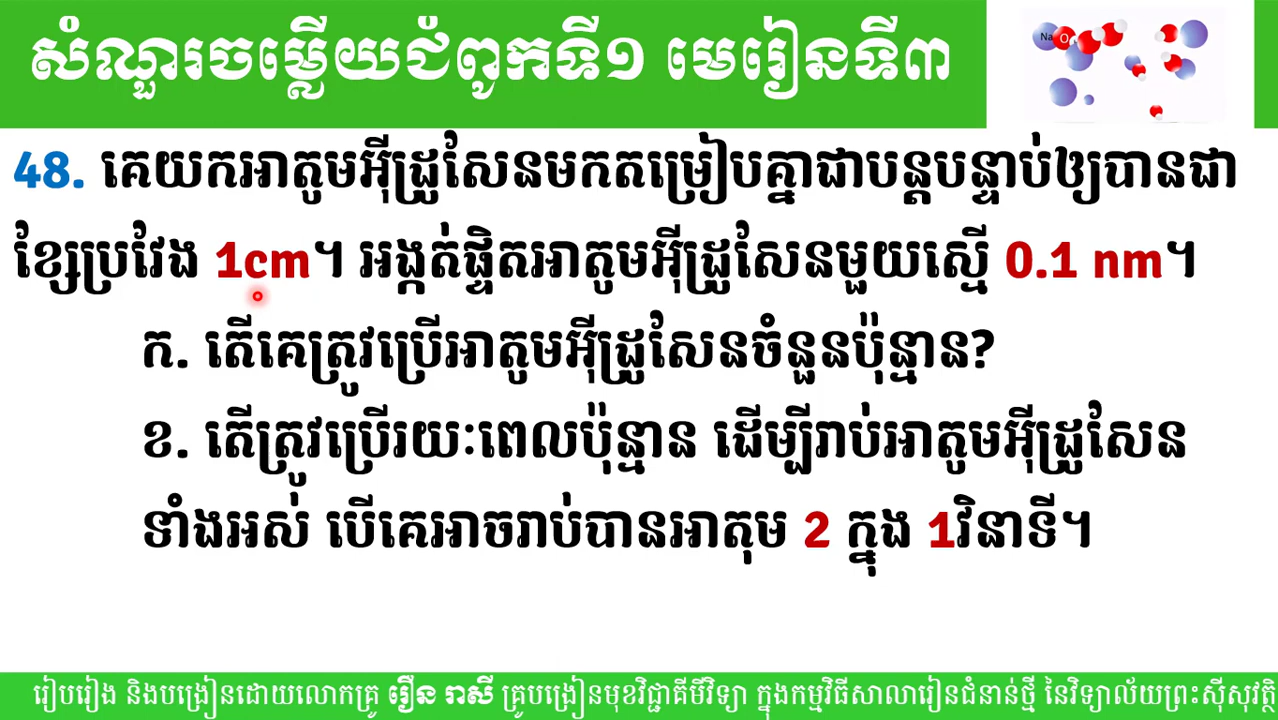 សំណួរចម្លើយជំពូកទី១ មេរៀនទី៣
Na
O
48. គេយកអាតូមអ៊ីដ្រូសែនមកតម្រៀបគ្នាជាបន្តបន្ទាប់ឲ្យបានជា
ខ្សែប្រវែង 1cm។ អង្កត់ផ្ចិតអាតូមអ៊ីដ្រូសែនមួយស្មើ 0.1 nm។
ក. តើគេត្រូវប្រើអាតូមអ៊ីដ្រូសែនចំនួនប៉ុន្មាន?
ខ. តើត្រូវប្រើរយៈពេលប៉ុន្មាន ដើម្បីរាប់អាតូមអ៊ីដ្រូសែន
ទាំងអស់ បើគេអាចរាប់បានអាតុម 2 ក្នុង 1វិនាទី។
រៀបរៀង និងបង្រៀនដោយលោកគ្រូ រឿន រាសី គ្រូបង្រៀនមុខវិជ្ជាគីមីវិទ្យា ក្នុងកម្មវិធីសាលារៀនជំនាន់ថ្មី នៃវិទ្យាល័យព្រះស៊ីសុវត្ថិ